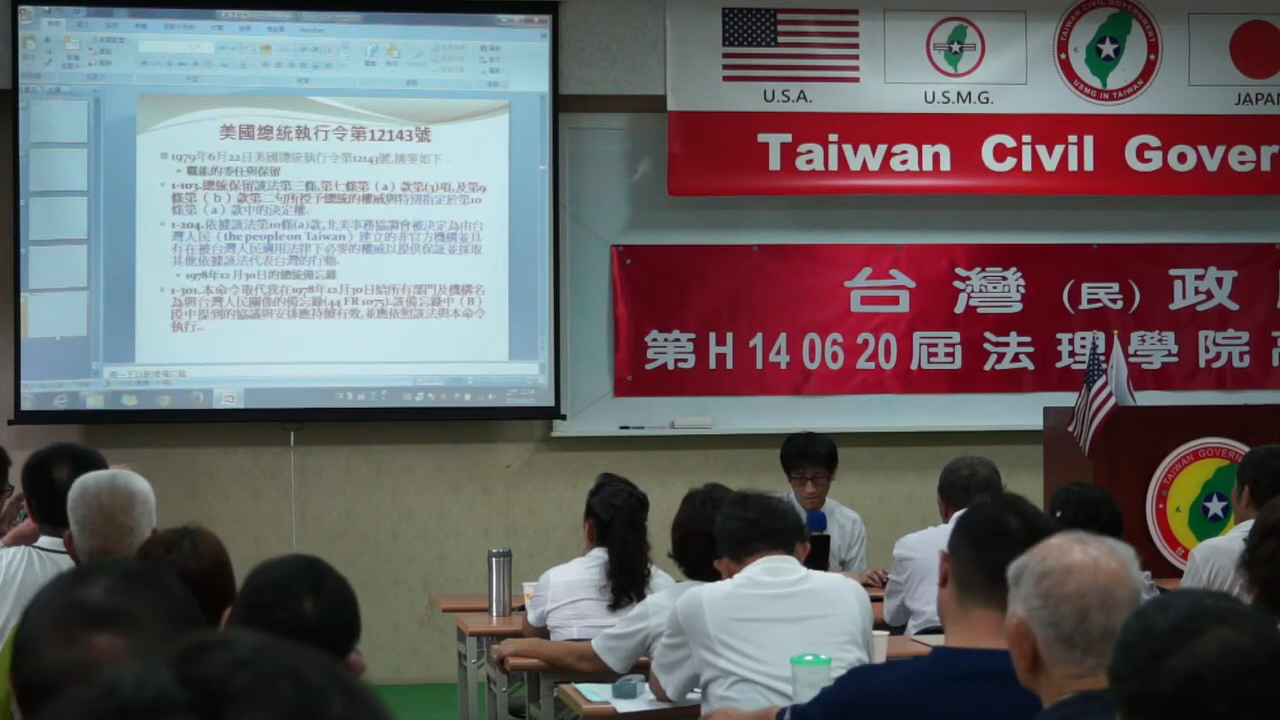 美國總統執行令第12143號
1979年6月22日美國總統執行令第12143號,摘要如下:
職能的委任與保留
1-103.總統保留該法第三條,第七條第(a)款第(3)項,及第9
條第(b)款第二句所授予總統的權威與特別指定於第10
條第(a)款中的決定權.
1-204.依據該法第10條(a)款,北美事務協調會被決定為由台
灣人民(the people on Taiwan)建立的非官方機構並具
有在被台灣人民適用法律下必要的權威以提供保証並採取
其他依據該法代表台灣的行動.
1978年12月30日的總統備忘錄
1-301.本命令取代我在1978年12月30日給所有部門及機構名
為與台灣人民關係的備忘錄(44 FR 1075).該備忘錄中(B)
段中提到的協議與安排應持續有效,並應依照該法與本命令
執行...
U.S.A.
U.S.M.G.
TAIWAN CIVIL GOVERNMENT
USMG IN TAIWAN
JAPAN
Taiwan Civil Gover
台灣(民)政
第H 14 06 20屆法理學院
TAIWAN GOVERN